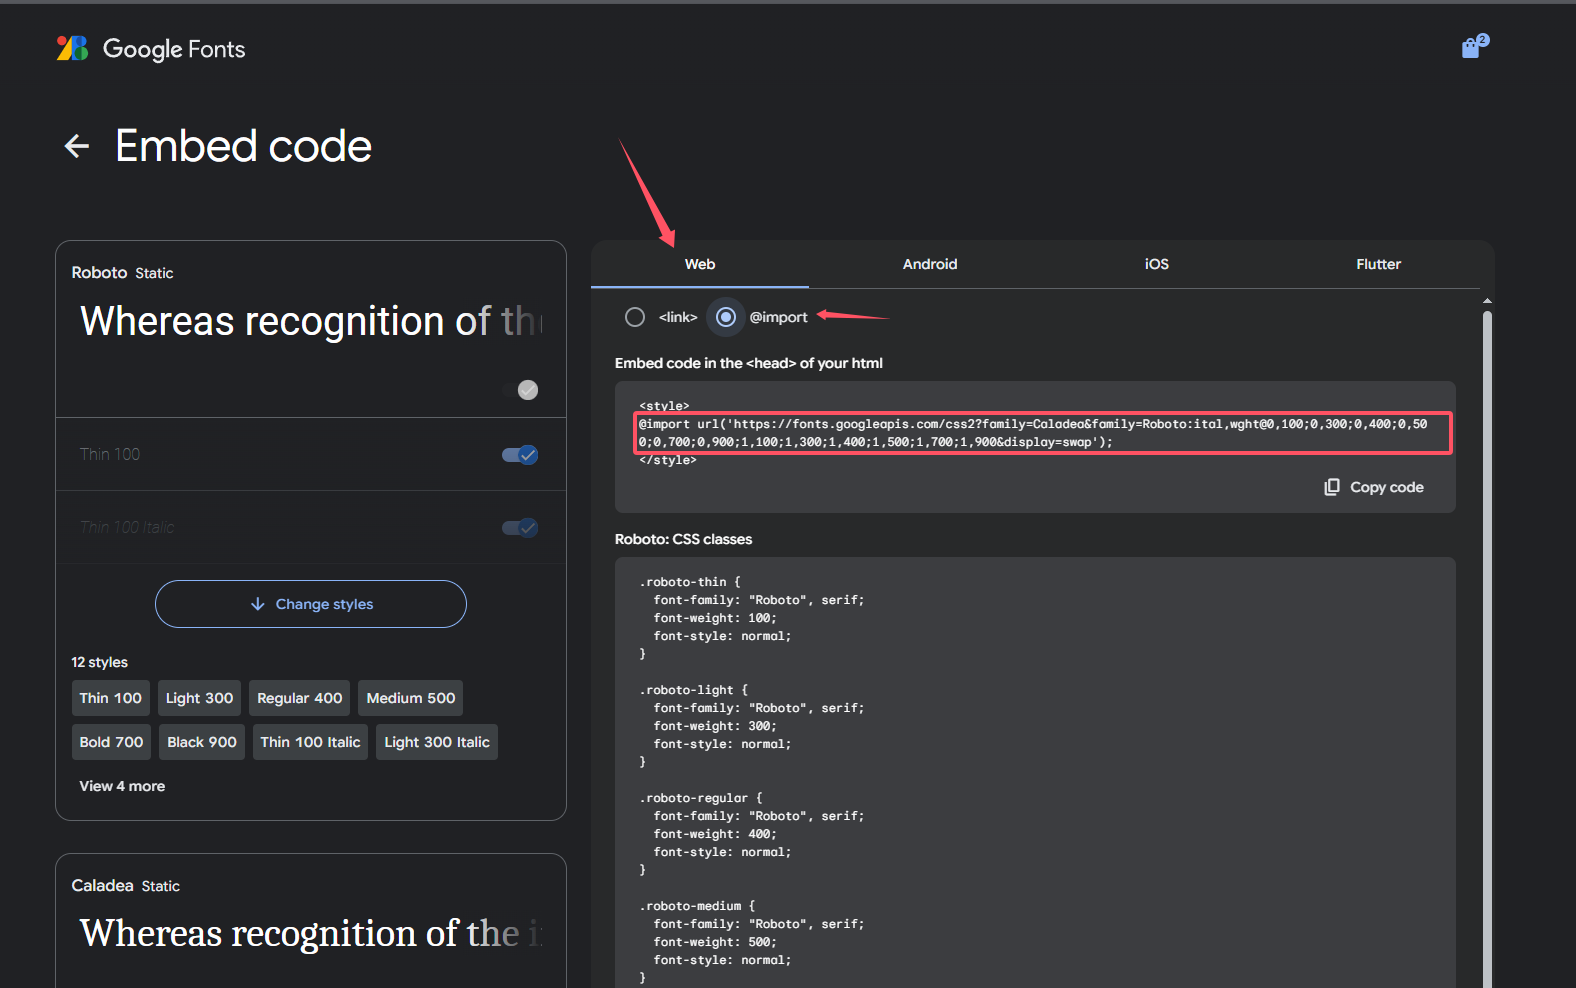 Google Fonts
2
Embed code
Roboto Static
Whereas recognition of th
Thin 100
Thin 100 Italic
Change styles
12 styles
Thin 100 Light 300 Regular 400 Medium 500
Bold 700 Black 900 Thin 100 Italic Light 300 Italic
View 4 more
Caladea Static
Whereas recognition of the i
Web Android iOS Flutter
<link> @import
Embed code in the <head> of your html
<style>
@import url('https://fonts.googleapis.com/css2?family=Caladea&family=Roboto:ital,wght@0,100;0,300;0,400;0,50
0;0,700;0,900;1,100;1,300;1,400;1,500;1,700;1,900&display=swap');
</style>
Copy code
Roboto: CSS classes
.roboto-thin {
font-family: "Roboto", serif;
font-weight: 100;
font-style: normal;
}
.roboto-light {
font-family: "Roboto", serif;
font-weight: 300;
font-style: normal;
}
.roboto-regular {
font-family: "Roboto", serif;
font-weight: 400;
font-style: normal;
}
.roboto-medium {
font-family: "Roboto", serif;
font-weight: 500;
font-style: normal;
}